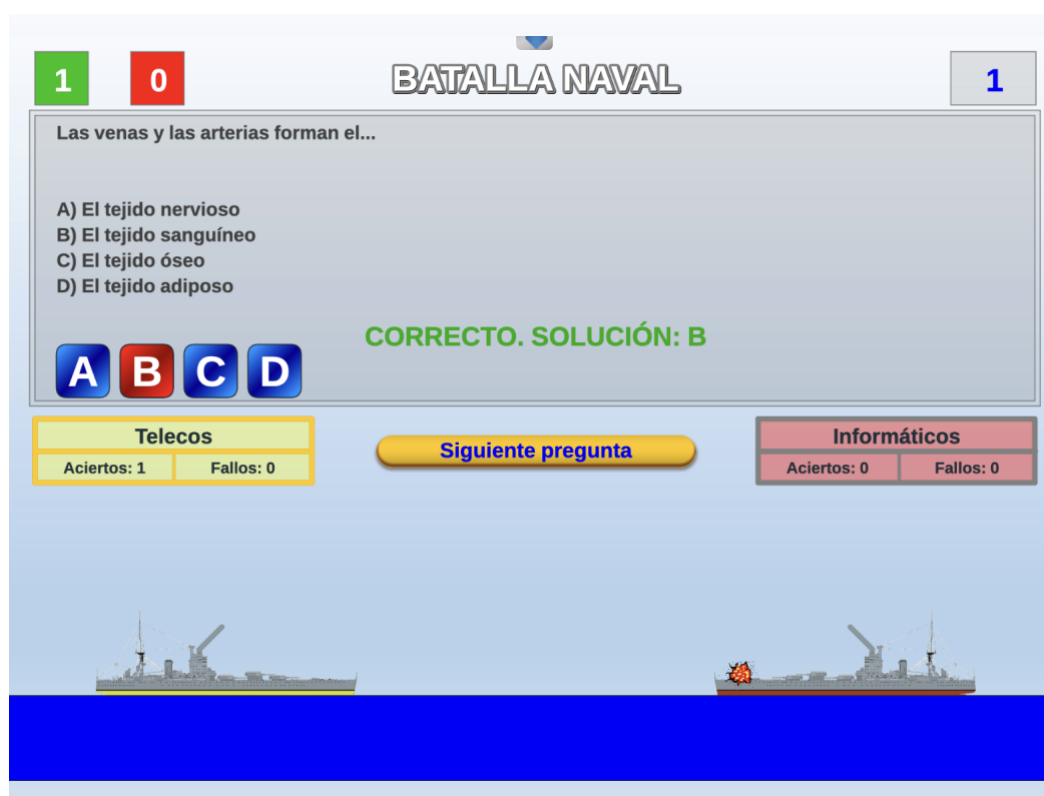 1 0 BATALLA NAVAL 1
Las venas y las arterias forman el...
A) El tejido nervioso
B) El tejido sanguíneo
C) El tejido óseo
D) El tejido adiposo
CORRECTO. SOLUCIÓN: B
A B C D
Telecos
Aciertos: 1 Fallos: 0
Siguiente pregunta
Informáticos
Aciertos: 0 Fallos: 0